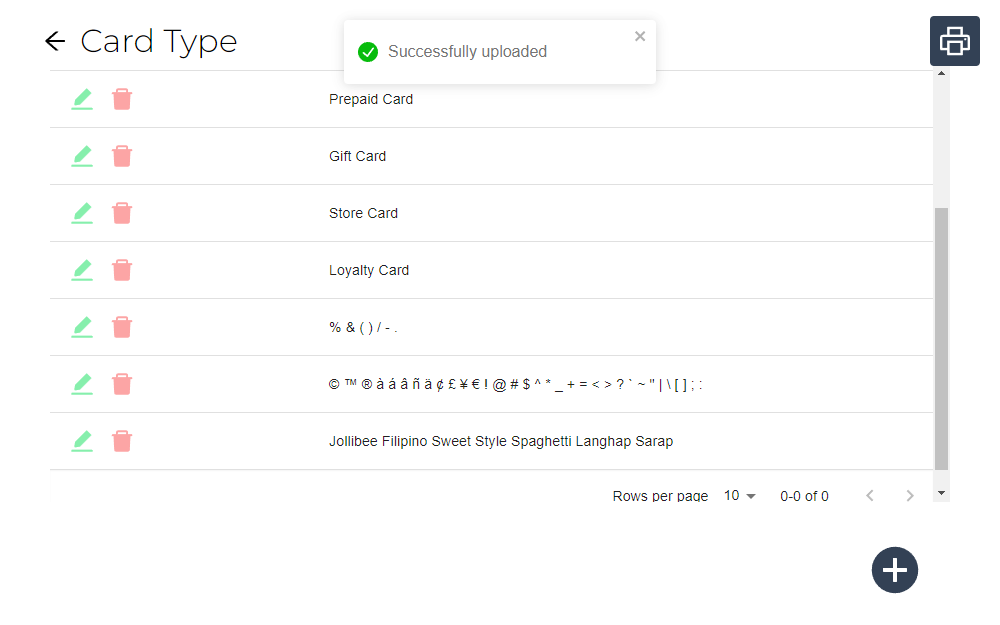 Card Type
Successfully uploaded
Prepaid Card
Gift Card
Store Card
Loyalty Card
% & ( ) / - .
© ™ ® à á â ñ ä ¢ £ ¥ € ! @ # $ ^ * _ + = < > ? ` ~ " | \ [ ] ; :
Jollibee Filipino Sweet Style Spaghetti Langhap Sarap
Rows per page 10 0-0 of 0